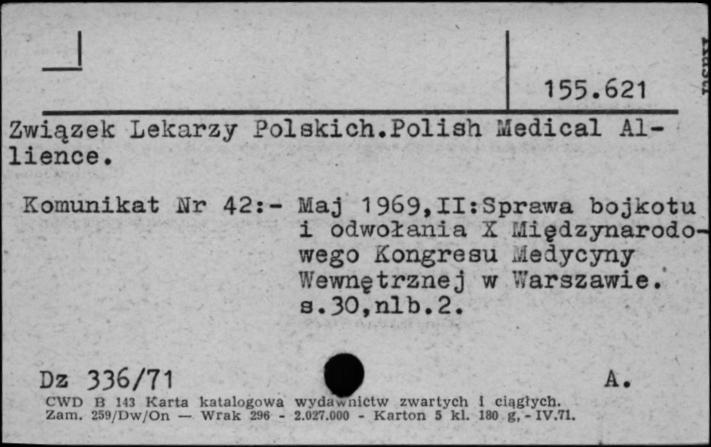 155.621
Związek Lekarzy Polskich.Polish Medical Al-
lience.
Komunikat Nr 42:- Maj 1969,II:Sprawa bojkotu
i odwołania X Międzynarodo-
wego Kongresu Medycyny
Wewnętrznej w Warszawie.
s.30,nlb.2.
Dz 336/71 A.
CWD B 143 Karta katalogowa wydawnictw zwartych i ciągłych.
Zam. 259/Dw/On — Wrak 296 - 2.027.000 - Karton 5 kl. 180 g, - IV.71.